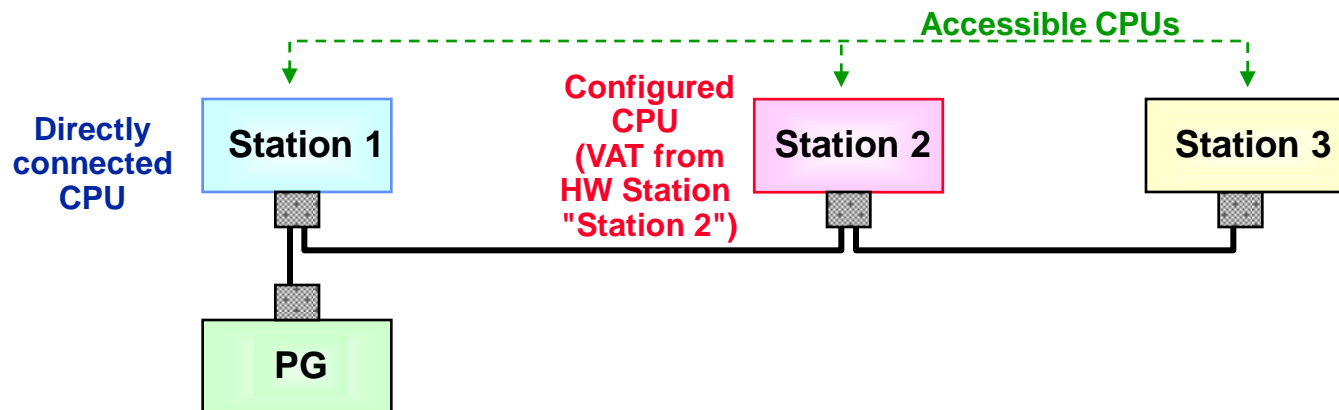 Accessible CPUs
Directly
connected
CPU
Station 1
Configured
CPU
(VAT from
HW Station
"Station 2")
Station 2
Station 3
PG